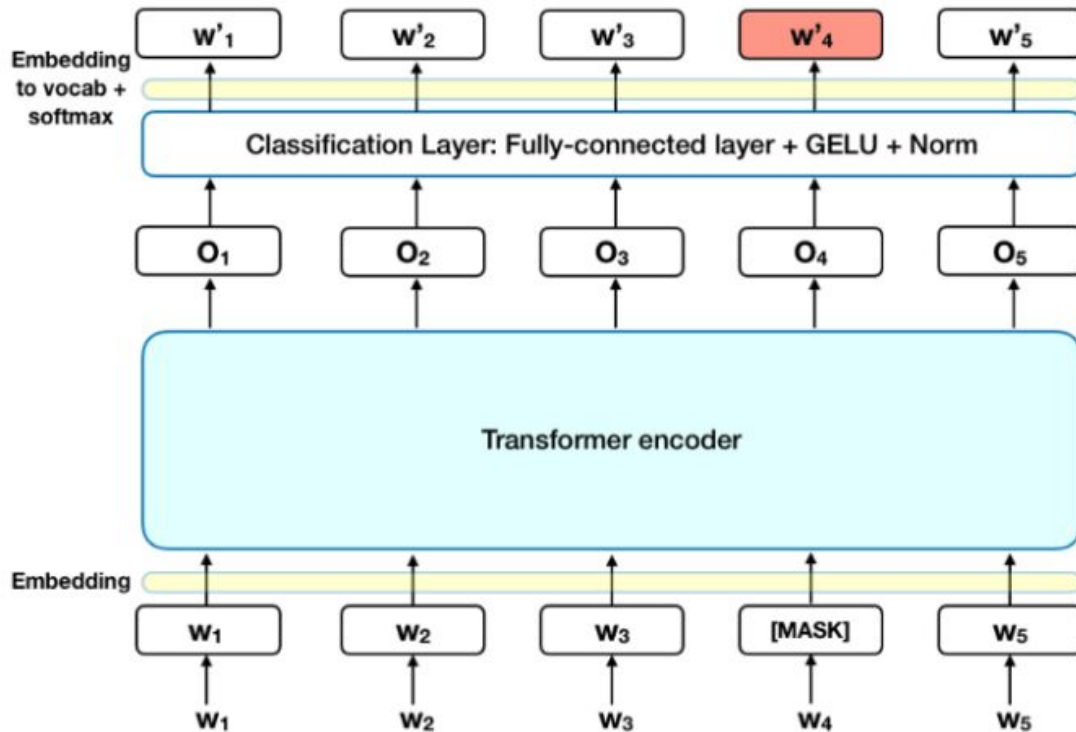 w'₁ w'₂ w'₃ w'₄ w'₅
Embedding
to vocab +
softmax
Classification Layer: Fully-connected layer + GELU + Norm
O₁ O₂ O₃ O₄ O₅
Transformer encoder
Embedding
w₁ w₂ w₃ [MASK] w₅
w₁ w₂ w₃ w₄ w₅